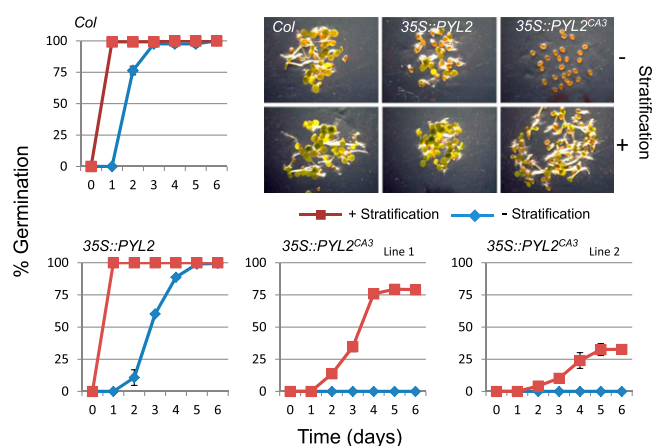 Col
100
75
50
25
0
0 1 2 3 4 5 6
Col 35S::PYL2 35S::PYL2CA3
-
Stratification
+
+ Stratification - Stratification
% Germination
35S::PYL2
100
75
50
25
0
0 1 2 3 4 5 6
35S::PYL2CA3 Line 1
100
75
50
25
0
0 1 2 3 4 5 6
35S::PYL2CA3 Line 2
100
75
50
25
0
0 1 2 3 4 5 6
Time (days)